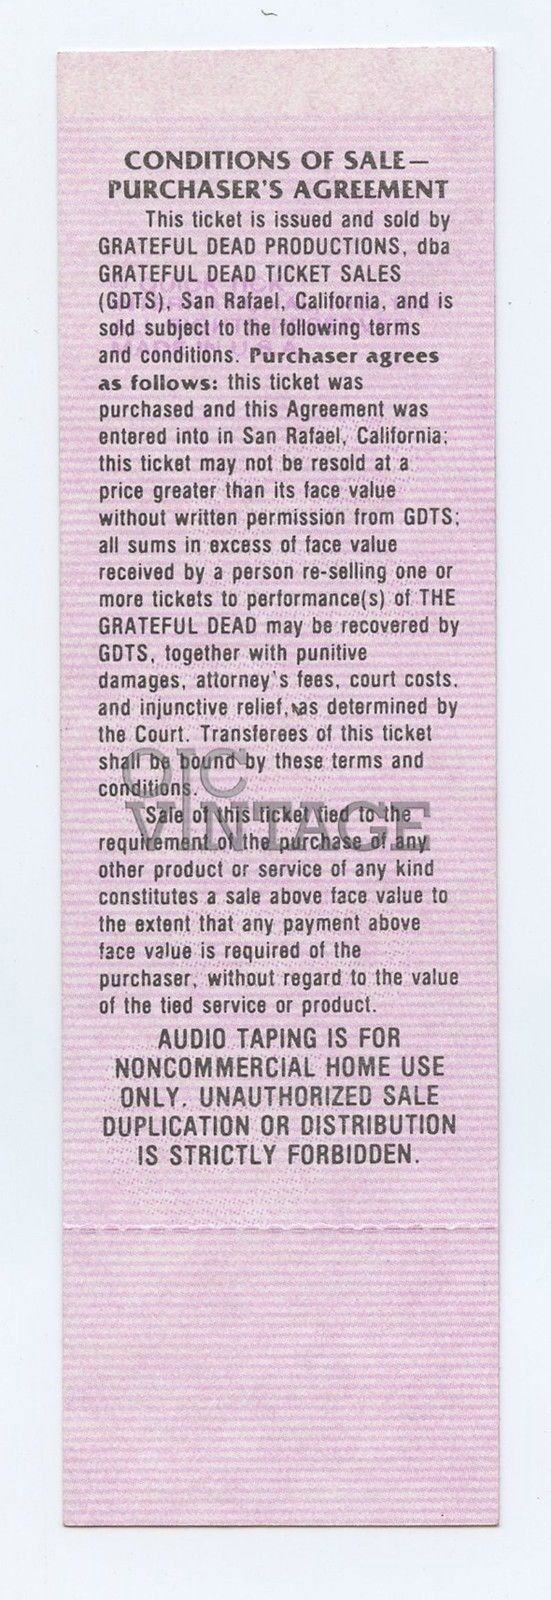 CONDITIONS OF SALE—
PURCHASER'S AGREEMENT
This ticket is issued and sold by
GRATEFUL DEAD PRODUCTIONS, dba
GRATEFUL DEAD TICKET SALES
(GDTS), San Rafael, California, and is
sold subject to the following terms
and conditions. Purchaser agrees
as follows: this ticket was
purchased and this Agreement was
entered into in San Rafael, California;
this ticket may not be resold at a
price greater than its face value
without written permission from GDTS;
all sums in excess of face value
received by a person re-selling one or
more tickets to performance(s) of THE
GRATEFUL DEAD may be recovered by
GDTS, together with punitive
damages, attorney's fees, court costs,
and injunctive relief, as determined by
the Court. Transferees of this ticket
shall be bound by these terms and
conditions.
Sale of this ticket tied to the
requirement of the purchase of any
other product or service of any kind
constitutes a sale above face value to
the extent that any payment above
face value is required of the
purchaser, without regard to the value
of the tied service or product.
AUDIO TAPING IS FOR
NONCOMMERCIAL HOME USE
ONLY. UNAUTHORIZED SALE
DUPLICATION OR DISTRIBUTION
IS STRICTLY FORBIDDEN.
MADE IN U.S.A.
VINTAGE